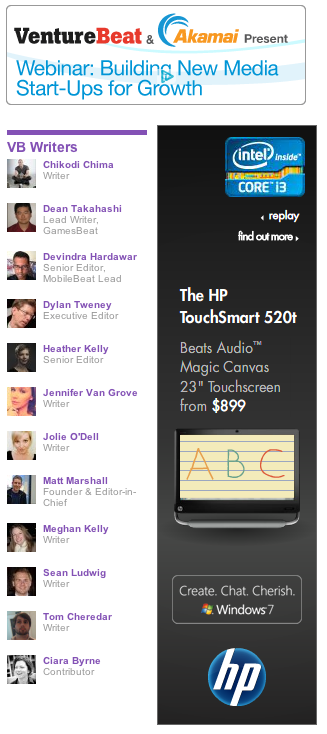 VentureBeat & Akamai Present
Webinar: Building New Media
Start-Ups for Growth
VB Writers
Chikodi Chima
Writer
Dean Takahashi
Lead Writer,
GamesBeat
Devindra Hardawar
Senior Editor,
MobileBeat Lead
Dylan Tweney
Executive Editor
Heather Kelly
Senior Editor
Jennifer Van Grove
Writer
Jolie O'Dell
Writer
Matt Marshall
Founder & Editor-in-
Chief
Meghan Kelly
Writer
Sean Ludwig
Writer
Tom Cheredar
Writer
Ciara Byrne
Contributor
intel inside™
CORE™ i3
replay
find out more
The HP
TouchSmart 520t
Beats Audio™
Magic Canvas
23" Touchscreen
from $899
A B C
Create. Chat. Cherish.
Windows 7
hp